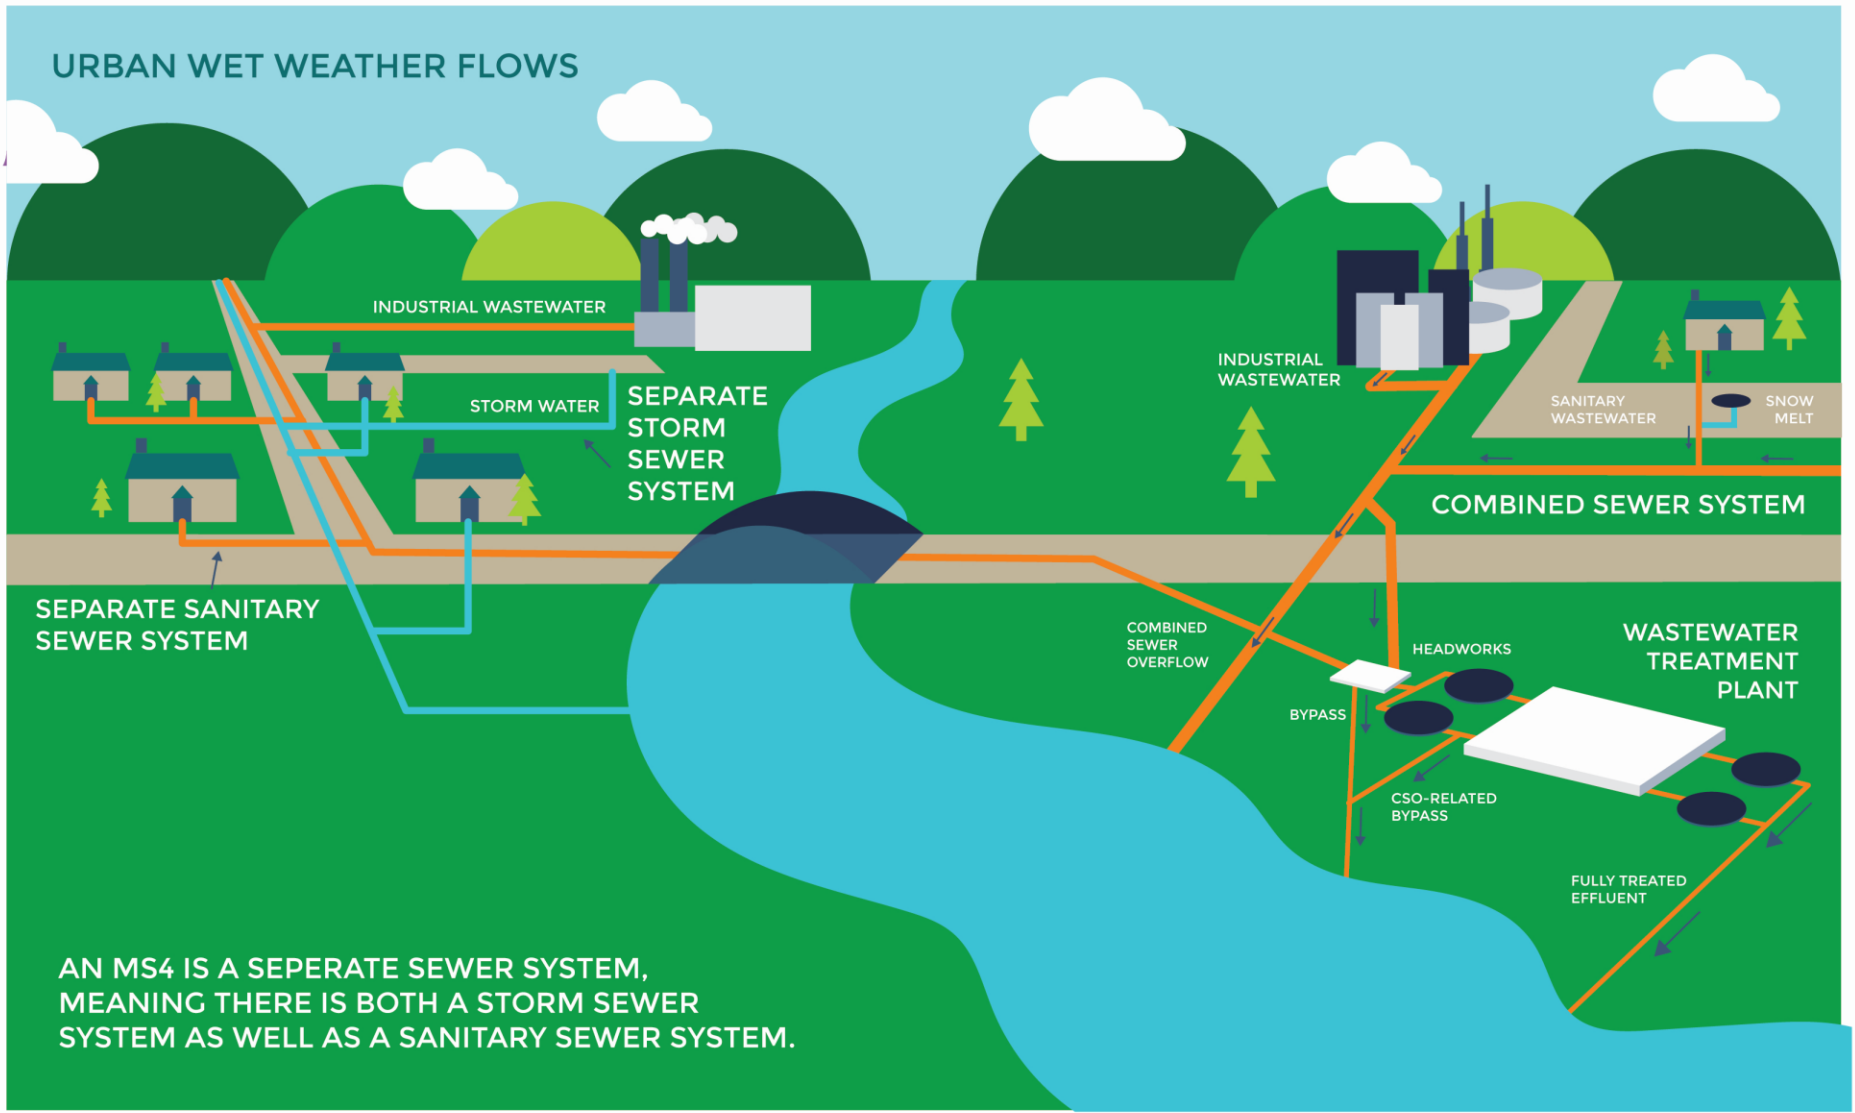 URBAN WET WEATHER FLOWS
INDUSTRIAL WASTEWATER
STORM WATER
SEPARATE
STORM
SEWER
SYSTEM
SEPARATE SANITARY
SEWER SYSTEM
INDUSTRIAL
WASTEWATER
SANITARY
WASTEWATER
SNOW
MELT
COMBINED SEWER SYSTEM
COMBINED
SEWER
OVERFLOW
HEADWORKS
WASTEWATER
TREATMENT
PLANT
BYPASS
CSO-RELATED
BYPASS
FULLY TREATED
EFFLUENT
AN MS4 IS A SEPERATE SEWER SYSTEM,
MEANING THERE IS BOTH A STORM SEWER
SYSTEM AS WELL AS A SANITARY SEWER SYSTEM.